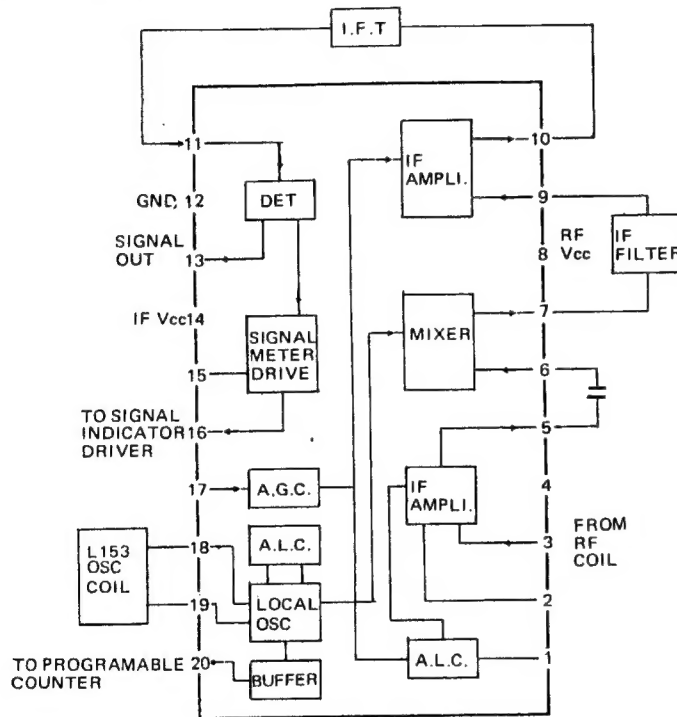 I.F.T
11
10
IF
AMPLI.
DET
GND, 12
9
SIGNAL
OUT
13
RF
Vcc
8
IF
FILTER
IF Vcc14
7
SIGNAL
METER
DRIVE
MIXER
15
6
TO SIGNAL
INDICATOR
DRIVER
16
5
17
A.G.C.
IF
AMPLI.
4
18
A.L.C.
L153
OSC
COIL
3
FROM
RF
COIL
19
LOCAL
OSC
2
TO PROGRAMABLE
COUNTER
20
BUFFER
A.L.C.
1